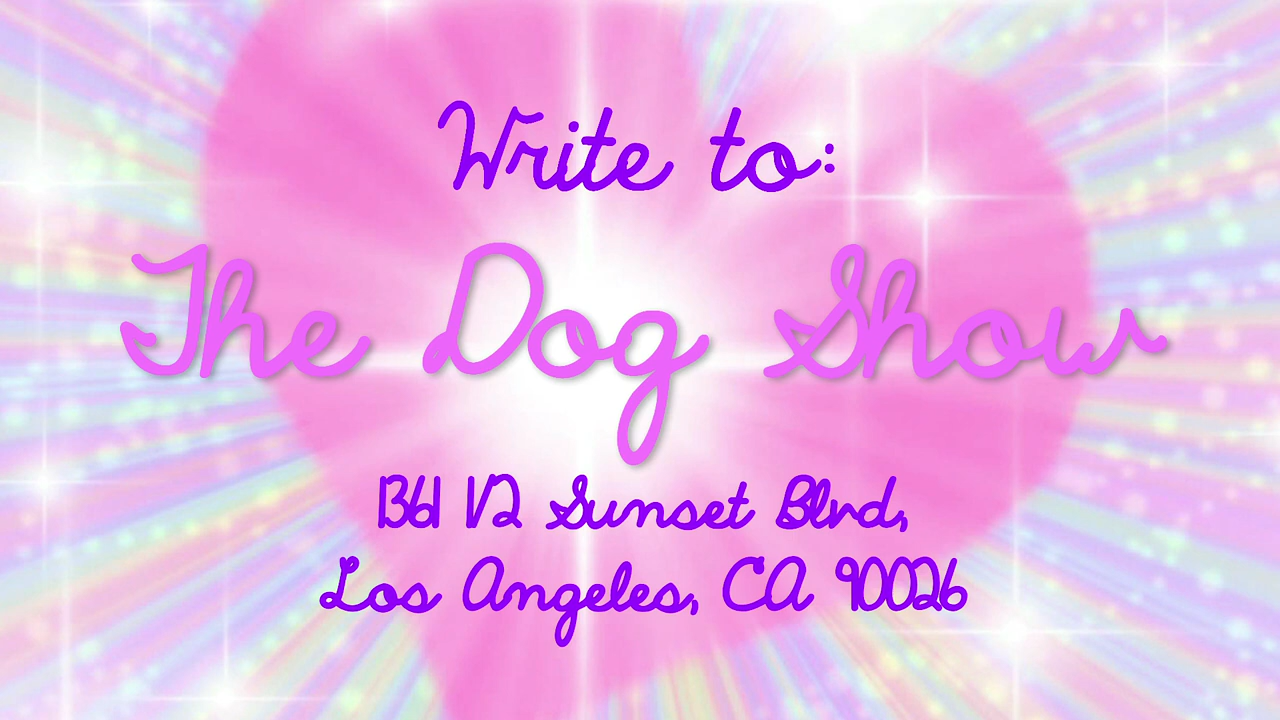 Write to:
The Dog Show
1361 1/2 Sunset Blvd,
Los Angeles, CA 90026